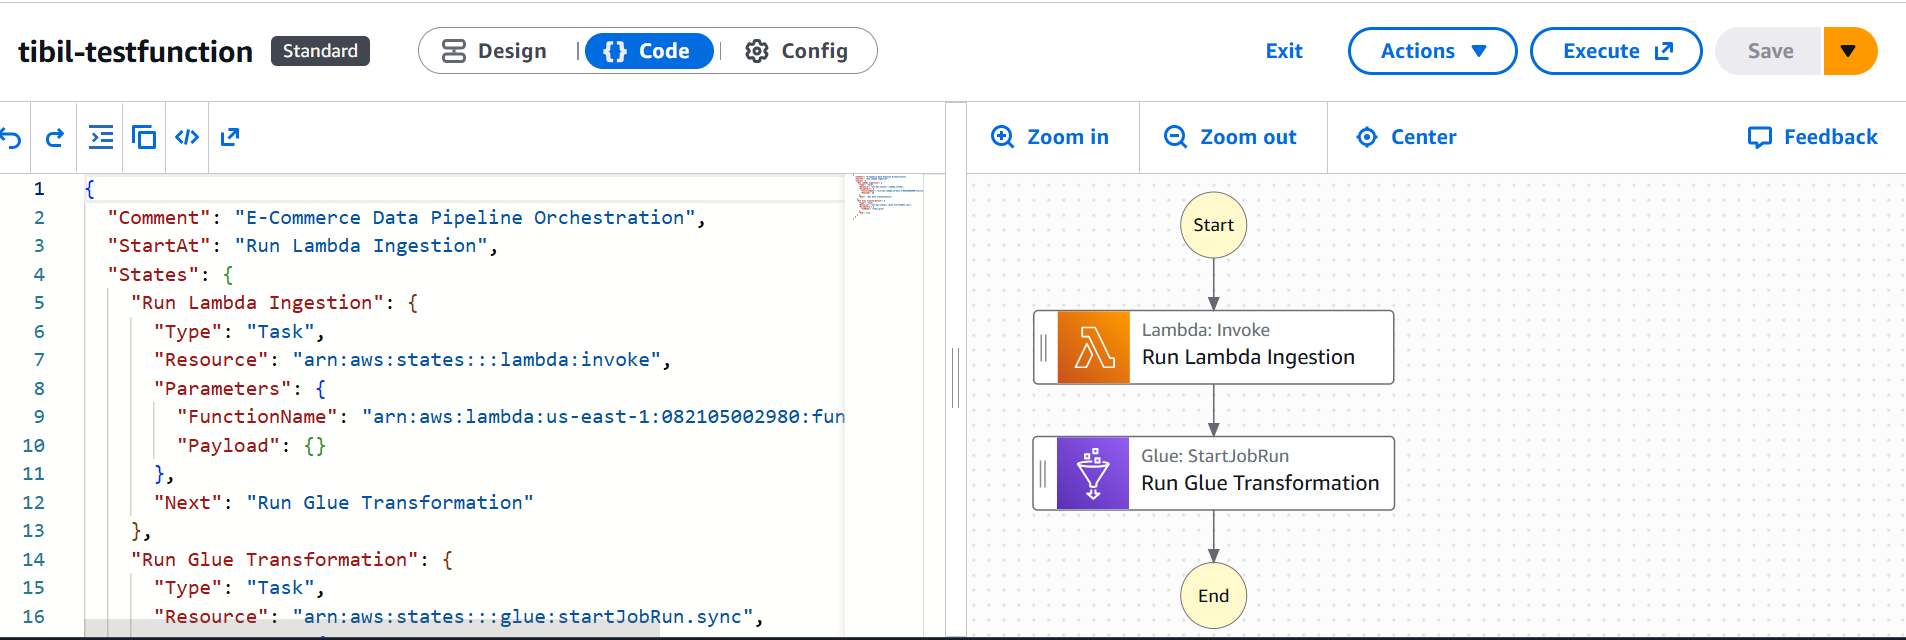 tibil-testfunction Standard Design {} Code Config Exit Actions Execute Save
Zoom in Zoom out Center Feedback
1 {
2 "Comment": "E-Commerce Data Pipeline Orchestration",
3 "StartAt": "Run Lambda Ingestion",
4 "States": {
5 "Run Lambda Ingestion": {
6 "Type": "Task",
7 "Resource": "arn:aws:states:::lambda:invoke",
8 "Parameters": {
9 "FunctionName": "arn:aws:lambda:us-east-1:082105002980:fun
10 "Payload": {}
11 },
12 "Next": "Run Glue Transformation"
13 },
14 "Run Glue Transformation": {
15 "Type": "Task",
16 "Resource": "arn:aws:states:::glue:startJobRun.sync",
Start
Lambda: Invoke
Run Lambda Ingestion
Glue: StartJobRun
Run Glue Transformation
End